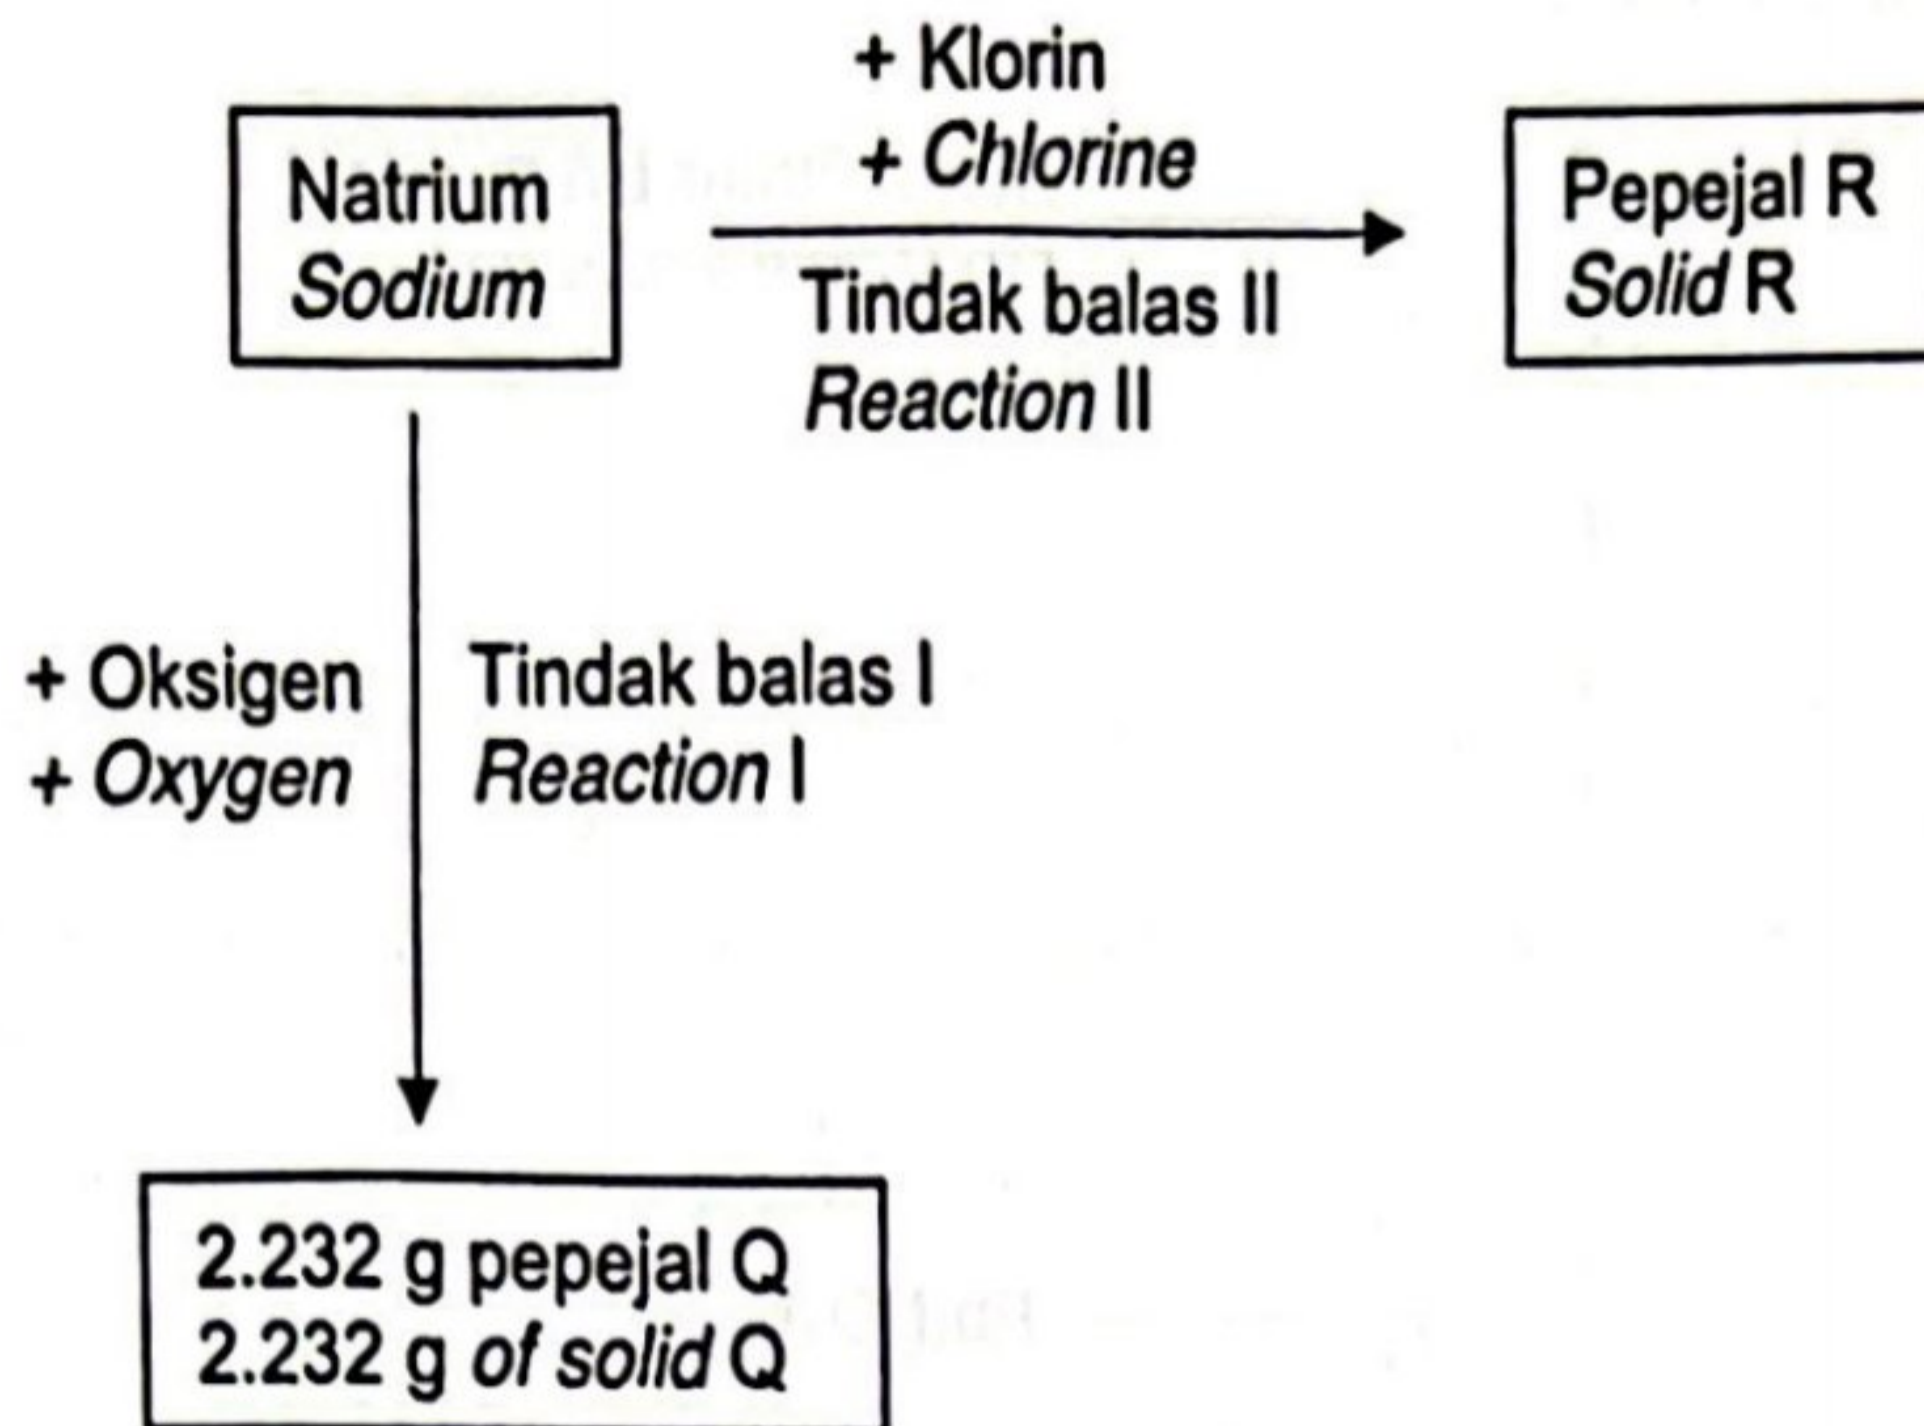 + Klorin
+ Chlorine
Natrium
Sodium
Pepejal R
Solid R
Tindak balas II
Reaction II
+ Oksigen
+ Oxygen
Tindak balas I
Reaction I
2.232 g pepejal Q
2.232 g of solid Q